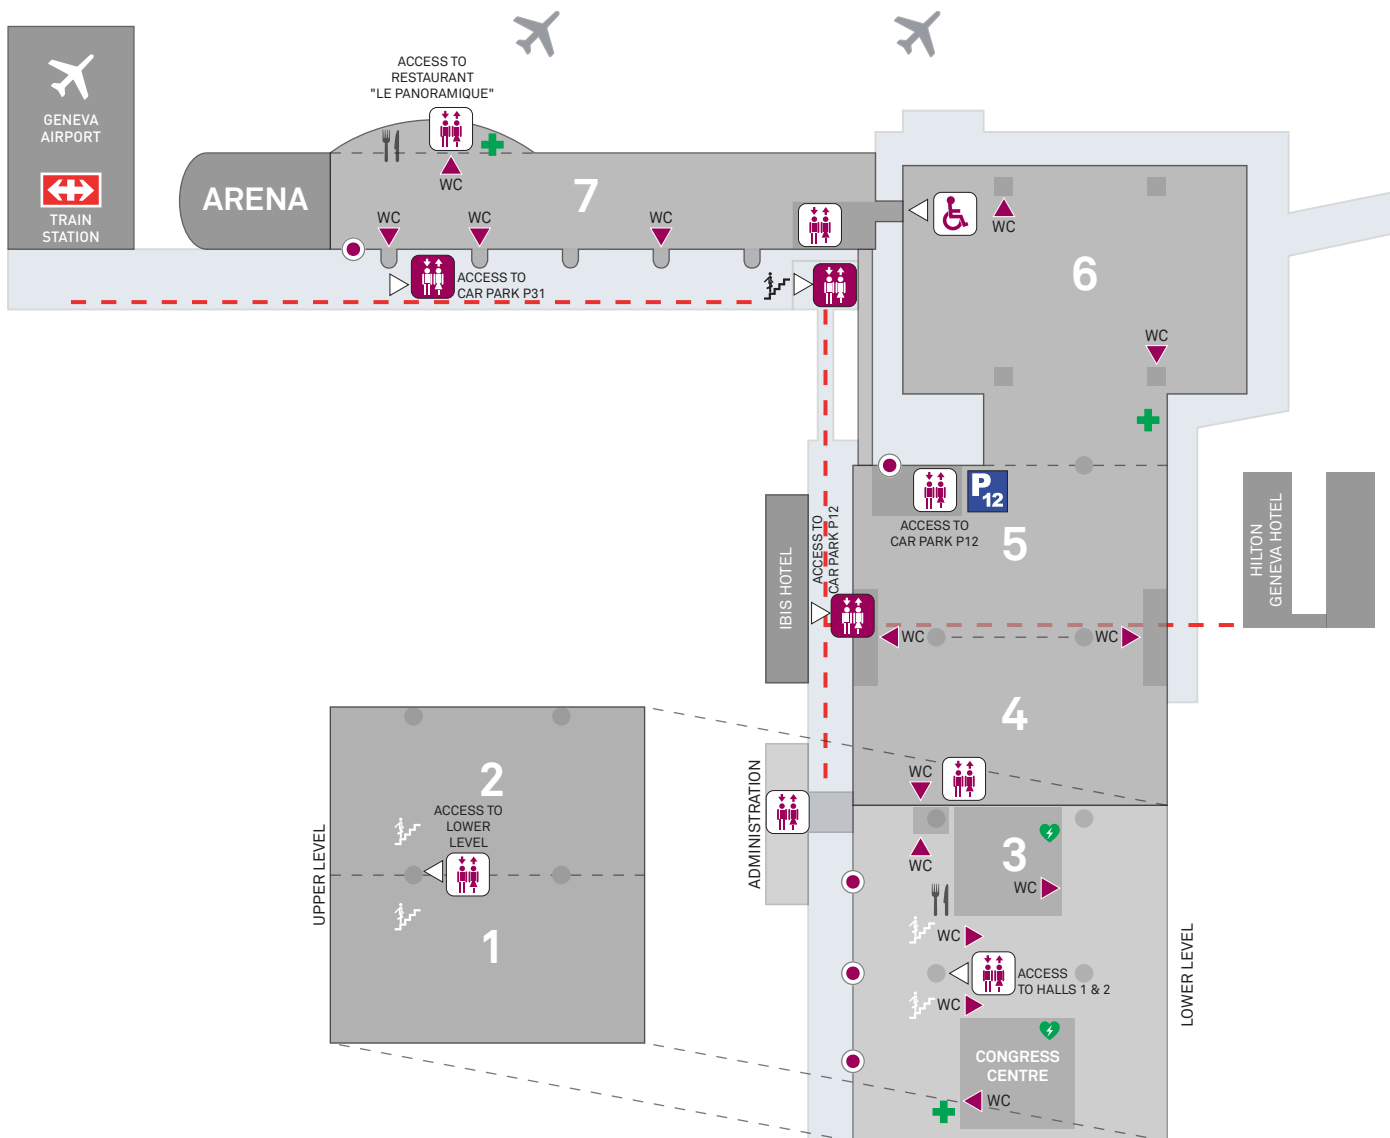 GENEVA
AIRPORT
TRAIN
STATION
ACCESS TO
RESTAURANT
"LE PANORAMIQUE"
WC
ARENA
7
WC
WC
WC
ACCESS TO
CAR PARK P31
WC
6
WC
P
12
ACCESS TO
CAR PARK P12
5
ACCESS TO
CAR PARK P12
IBIS HOTEL
HILTON
GENEVA HOTEL
WC
WC
4
WC
ADMINISTRATION
UPPER LEVEL
2
ACCESS TO
LOWER
LEVEL
1
3
WC
WC
WC
ACCESS
TO HALLS 1 & 2
WC
LOWER LEVEL
CONGRESS
CENTRE
WC